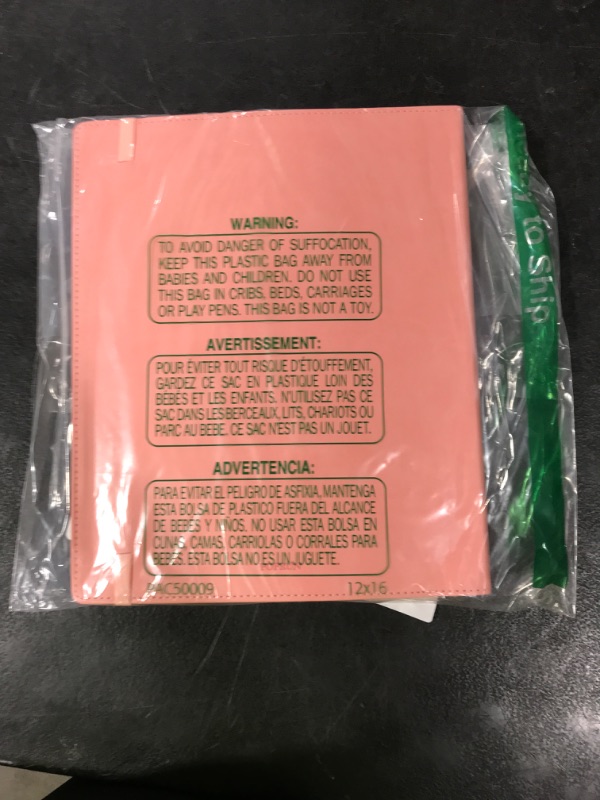 WARNING:
TO AVOID DANGER OF SUFFOCATION,
KEEP THIS PLASTIC BAG AWAY FROM
BABIES AND CHILDREN. DO NOT USE
THIS BAG IN CRIBS, BEDS, CARRIAGES
OR PLAY PENS. THIS BAG IS NOT A TOY.
AVERTISSEMENT:
POUR ÉVITER TOUT RISQUE D'ÉTOUFFEMENT,
GARDEZ CE SAC EN PLASTIQUE LOIN DES
BEBÉS ET LES ENFANTS. N'UTILISEZ PAS CE
SAC DANS LES BERCEAUX, LITS, CHARIOTS OU
PARC AU BEBE. CE SAC N'EST PAS UN JOUET.
ADVERTENCIA:
PARA EVITAR EL PELIGRO DE ASFIXIA, MANTENGA
ESTA BOLSA DE PLASTICO FUERA DEL ALCANCE
DE BEBES Y NIÑOS. NO USAR ESTA BOLSA EN
CUNAS, CAMAS, CARRIOLAS O CORRALES PARA
BEBES. ESTA BOLSA NO ES UN JUGUETE.
PAC50009 12x16
to ship